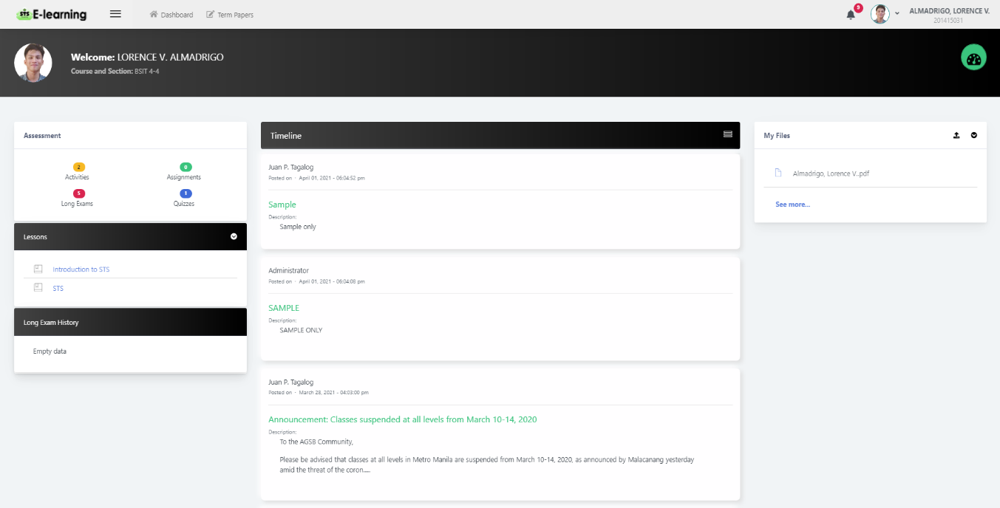 STS E-learning
Dashboard
Term Papers
9
ALMADRIGO, LORENCE V.
201415031
Welcome: LORENCE V. ALMADRIGO
Course and Section: BSIT 4-4
Assessment
2
Activities
0
Assignments
5
Long Exams
1
Quizzes
Lessons
Introduction to STS
STS
Long Exam History
Empty data
Timeline
Juan P. Tagalog
Posted on · April 01, 2021 - 06:04:52 pm
Sample
Description:
Sample only
Administrator
Posted on · April 01, 2021 - 06:04:08 pm
SAMPLE
Description:
SAMPLE ONLY
Juan P. Tagalog
Posted on · March 28, 2021 - 04:03:00 pm
Announcement: Classes suspended at all levels from March 10-14, 2020
Description:
To the AGSB Community,
Please be advised that classes at all levels in Metro Manila are suspended from March 10-14, 2020, as announced by Malacanang yesterday
amid the threat of the coron.....
My Files
Almadrigo, Lorence V..pdf
See more...